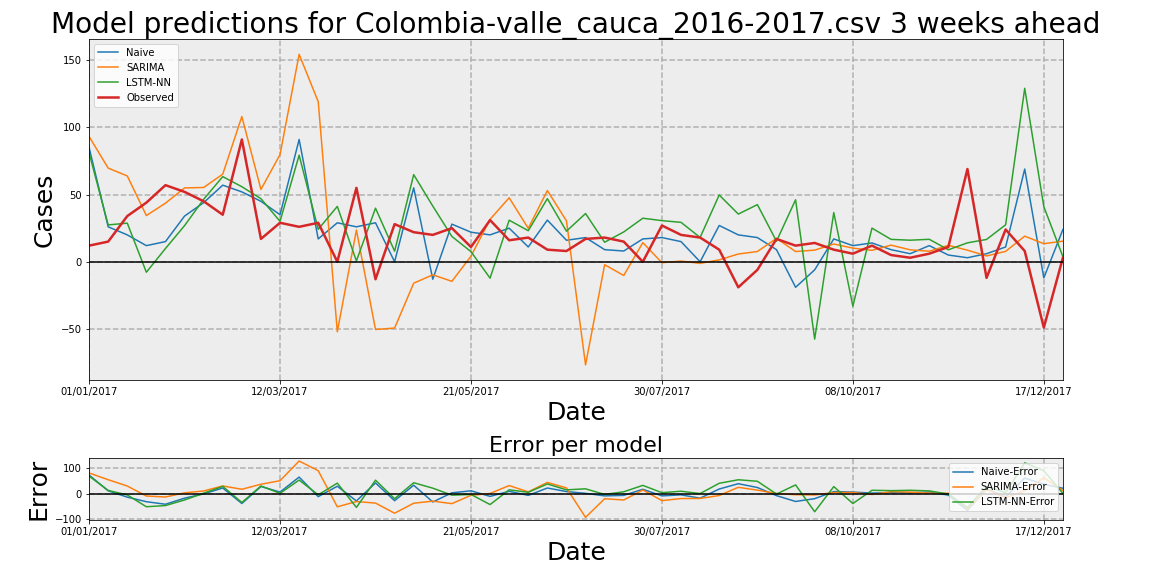 Model predictions for Colombia-valle_cauca_2016-2017.csv 3 weeks ahead
Naive
SARIMA
LSTM-NN
Observed
150
100
50
0
−50
Cases
01/01/2017 12/03/2017 21/05/2017 30/07/2017 08/10/2017 17/12/2017
Date
Error per model
Naive-Error
SARIMA-Error
LSTM-NN-Error
100
0
−100
Error
01/01/2017 12/03/2017 21/05/2017 30/07/2017 08/10/2017 17/12/2017
Date